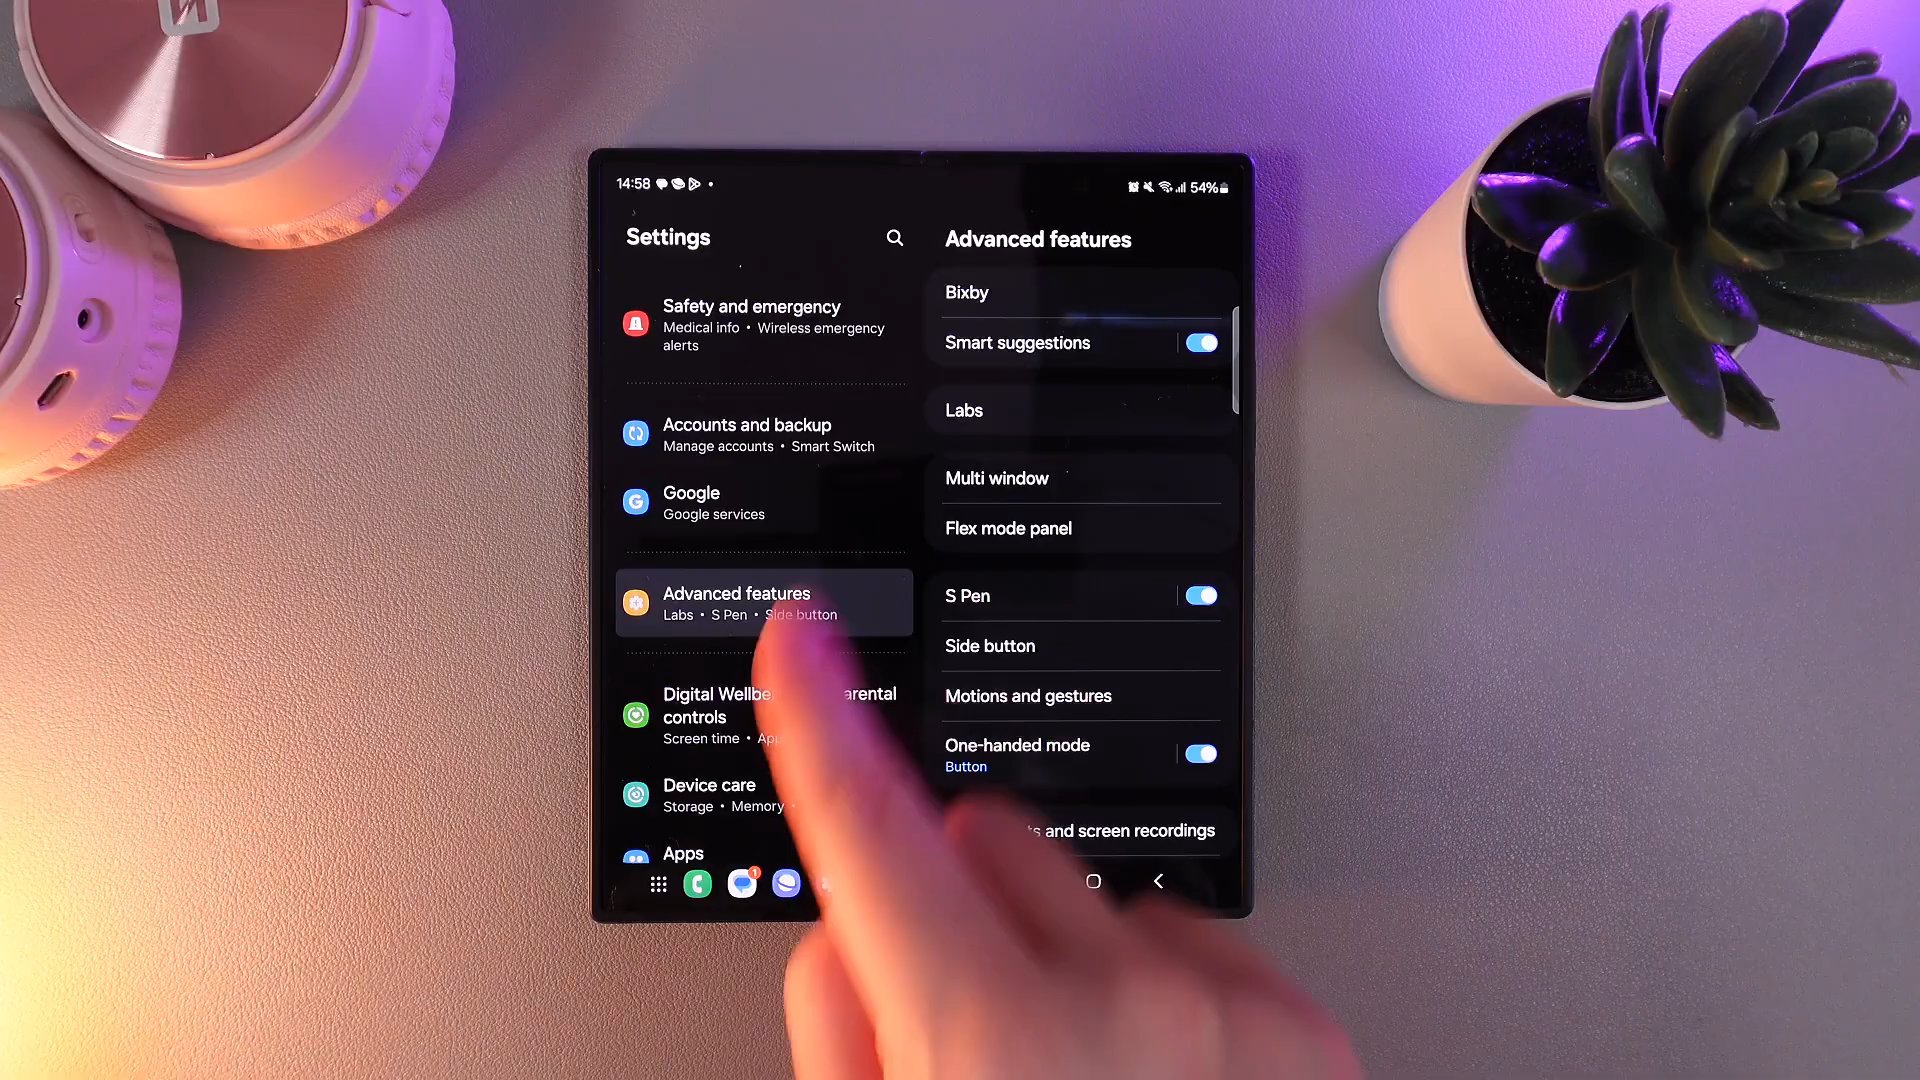 14:58
54%
Settings
Safety and emergency
Medical info • Wireless emergency
alerts
Accounts and backup
Manage accounts • Smart Switch
Google
Google services
Advanced features
Labs • S Pen • Side button
Digital Wellbe arental
controls
Screen time • Ap
Device care
Storage • Memory •
Apps
1
Advanced features
Bixby
Smart suggestions
Labs
Multi window
Flex mode panel
S Pen
Side button
Motions and gestures
One-handed mode
Button
ts and screen recordings